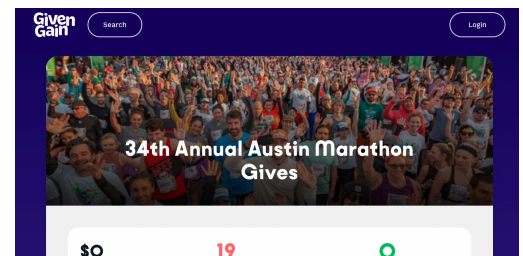 Given
Gain
Search
Login
34th Annual Austin Marathon
Gives
$0
19
0